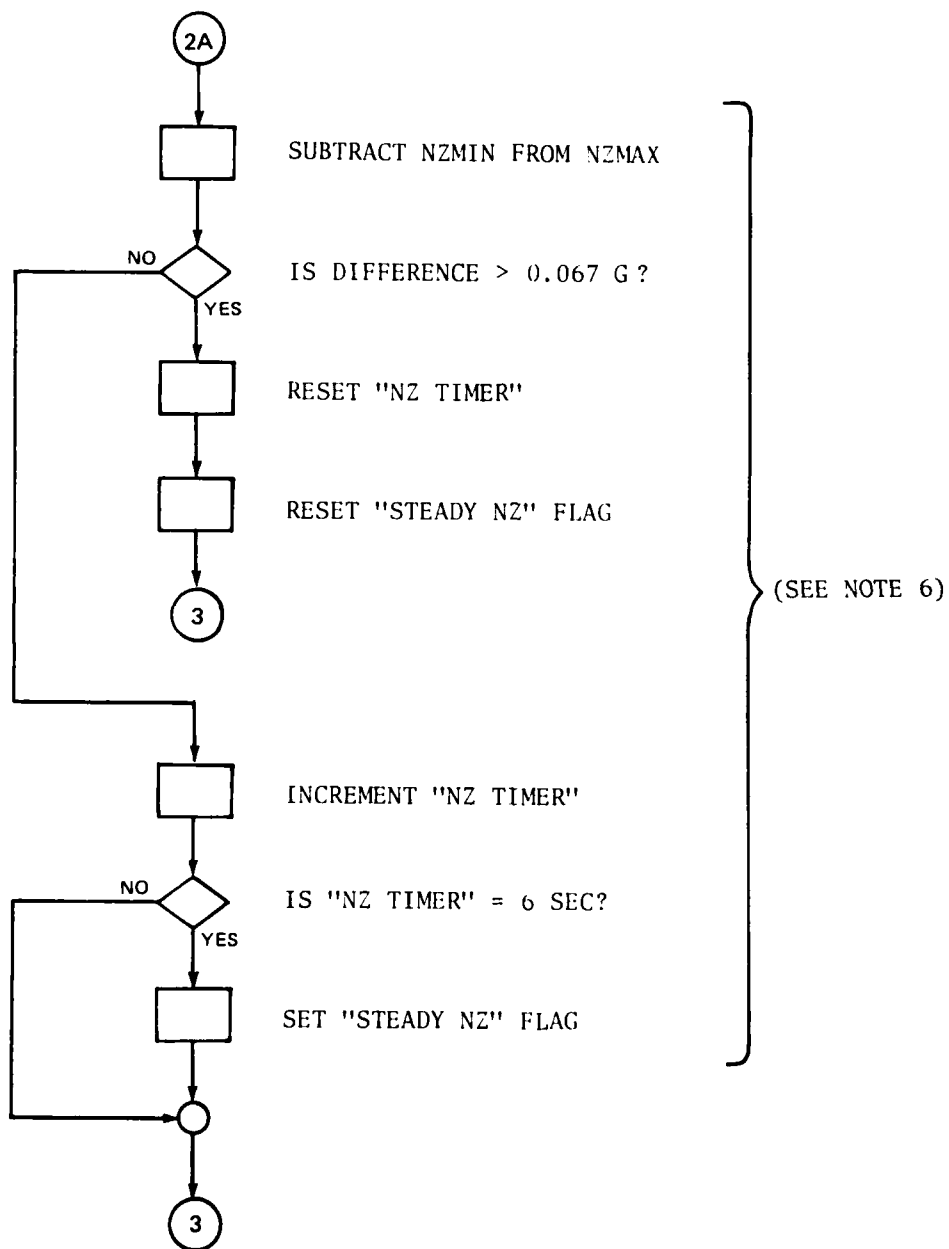 2A
SUBTRACT NZMIN FROM NZMAX
NO
IS DIFFERENCE > 0.067 G?
YES
RESET "NZ TIMER"
RESET "STEADY NZ" FLAG
(SEE NOTE 6)
3
INCREMENT "NZ TIMER"
NO
IS "NZ TIMER" = 6 SEC?
YES
SET "STEADY NZ" FLAG
3